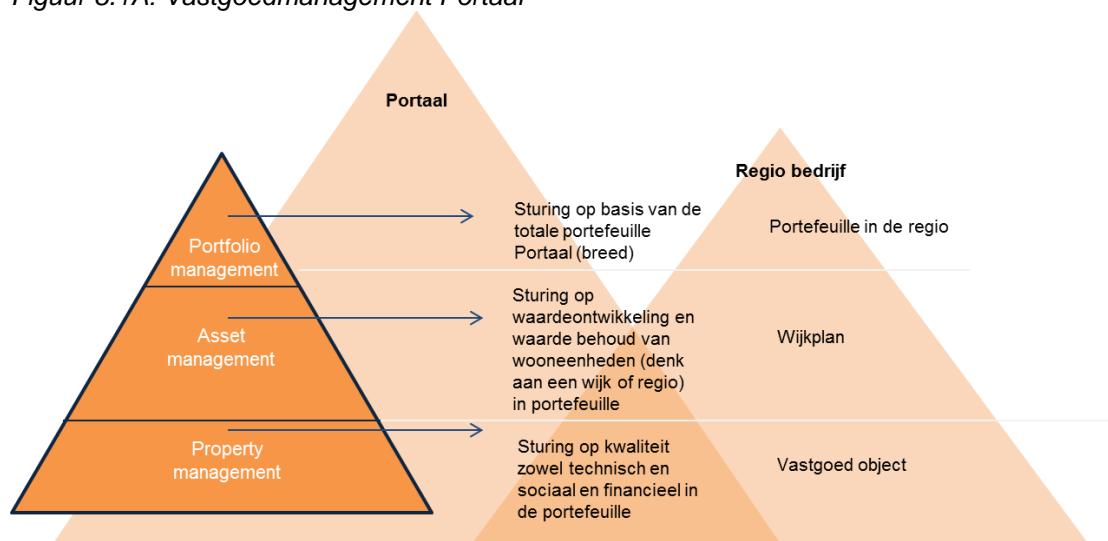 Figuur 3.1A: Vastgoedmanagement Portaal
Portaal
Regio bedrijf
Portfolio
management
Sturing op basis van de
totale portefeuille
Portaal (breed)
Portefeuille in de regio
Asset
management
Sturing op
waardeontwikkeling en
waarde behoud van
wooneenheden (denk
aan een wijk of regio)
in portefeuille
Wijkplan
Property
management
Sturing op kwaliteit
zowel technisch en
sociaal en financieel in
de portefeuille
Vastgoed object